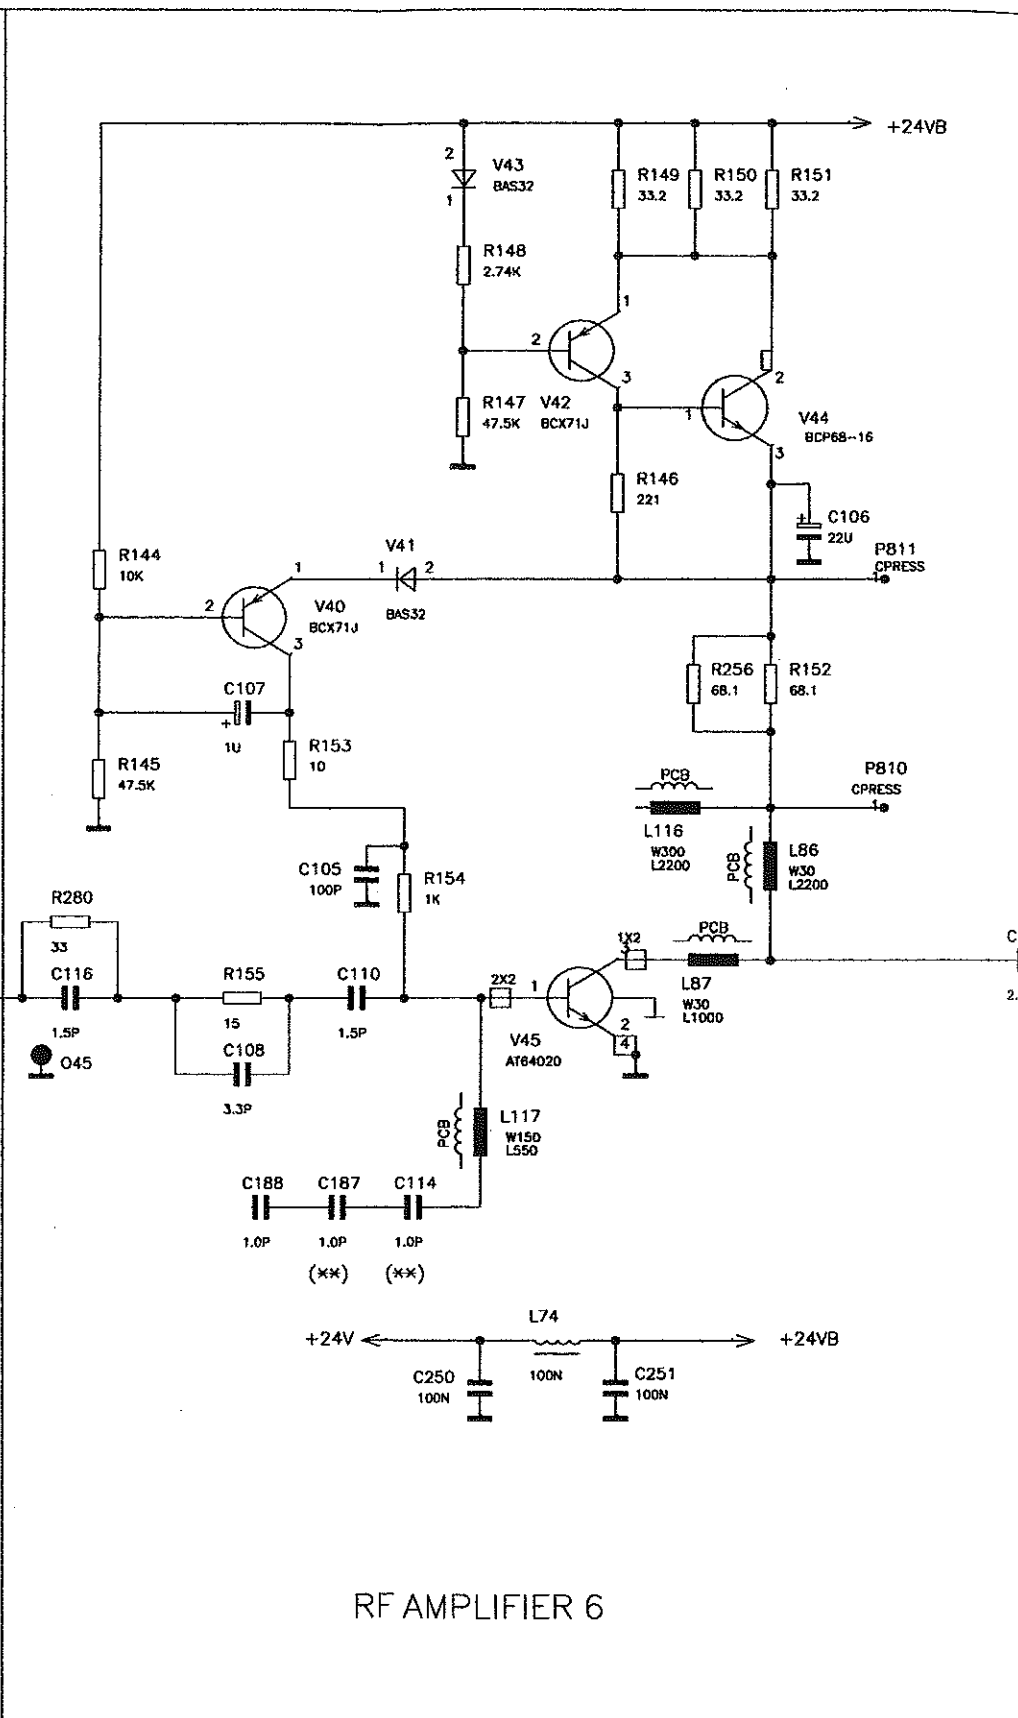 +24VB
2
V43
BAS32
1
R149
33.2
R150
33.2
R151
33.2
R148
2.74K
1
2
3
2
R147
47.5K
V42
BCX71J
1
V44
BCP68-16
3
R146
221
+
C106
22U
P811
CPRESS
1
R144
10K
V41
1
1
2
2
V40
BCX71J
BAS32
3
C107
+
1U
R256
68.1
R152
68.1
R153
10
R145
47.5K
PCB
P810
CPRESS
1
L116
W300
L2200
PCB
L86
W30
L2200
C105
100P
R154
1K
R280
33
PCB
C
1X2
3
C116
R155
C110
2X2
1
L87
W30
L1000
2.
1.5P
15
1.5P
V45
AT64020
2
4
O45
C108
3.3P
PCB
L117
W150
L550
C188
C187
C114
1.0P
1.0P
1.0P
(**)
(**)
L74
+24V
+24VB
C250
100N
100N
C251
100N
RF AMPLIFIER 6